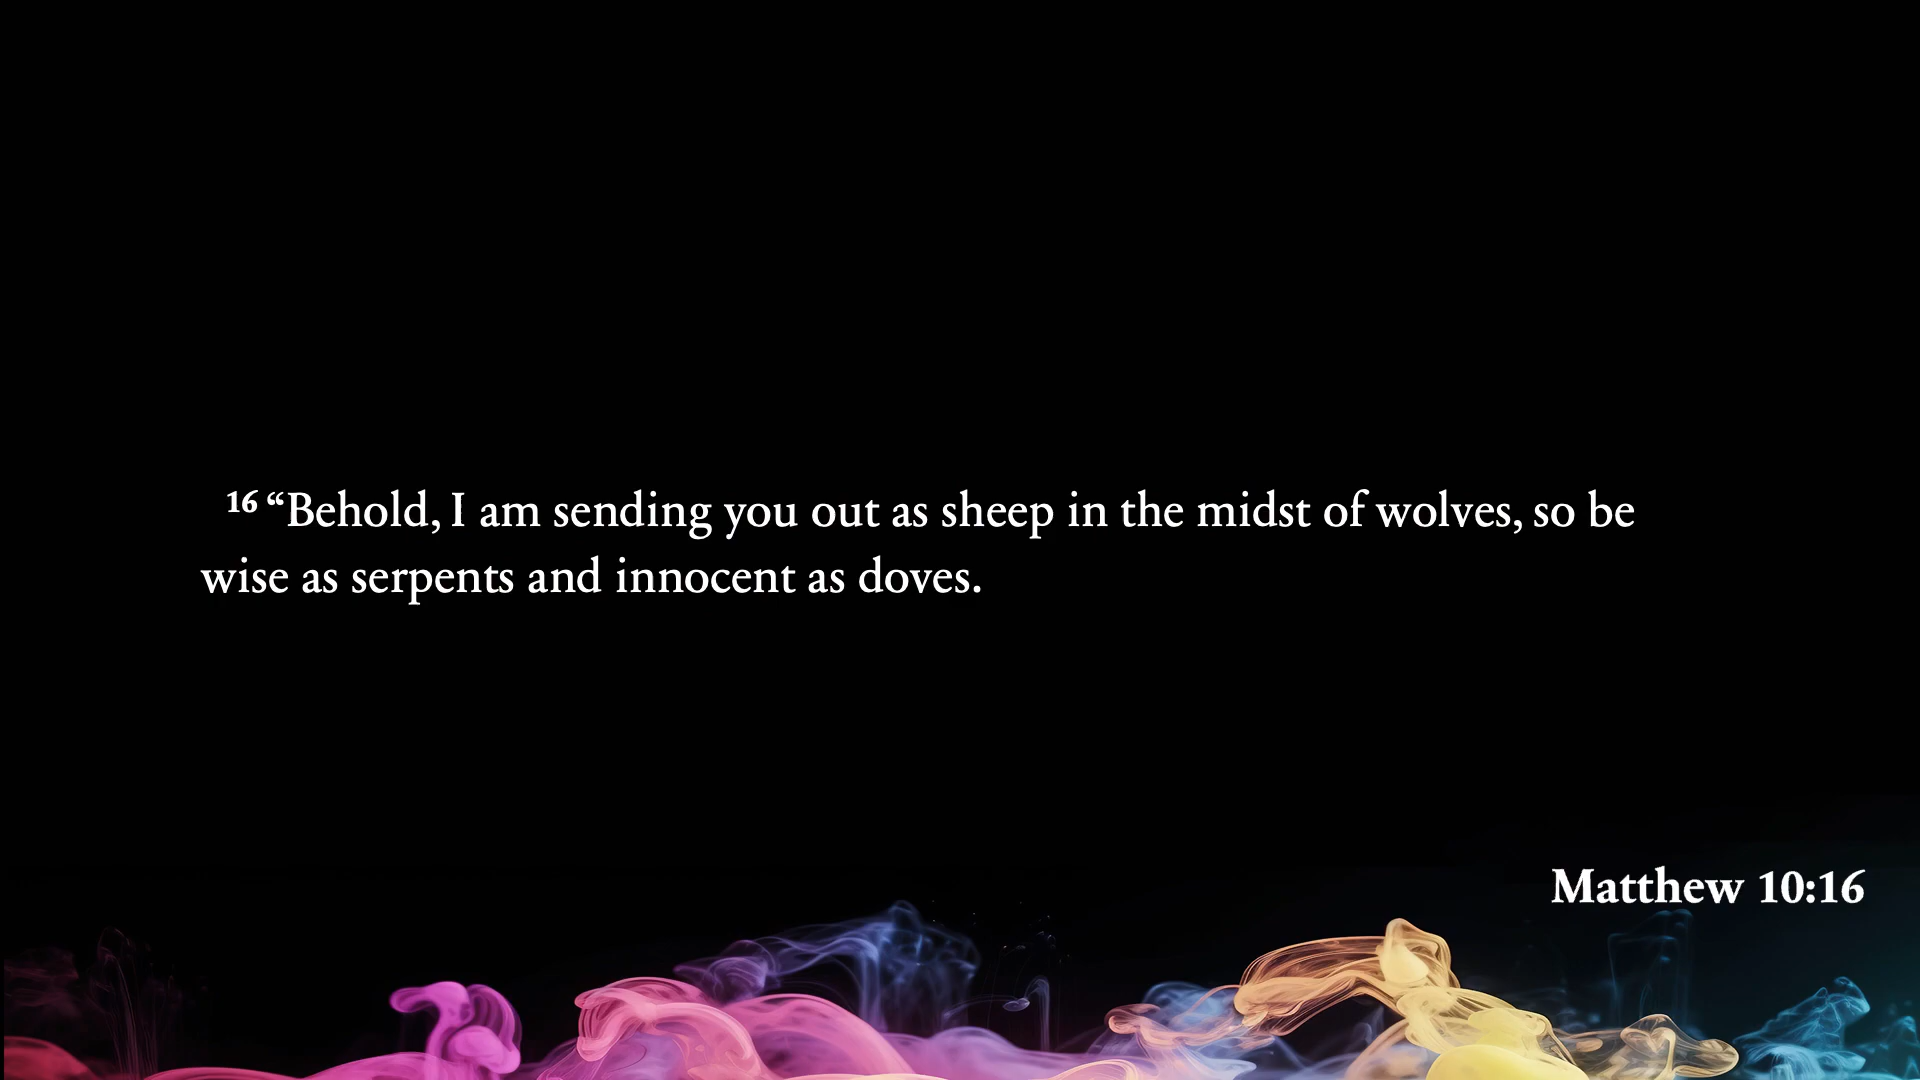 16 “Behold, I am sending you out as sheep in the midst of wolves, so be
wise as serpents and innocent as doves.
Matthew 10:16